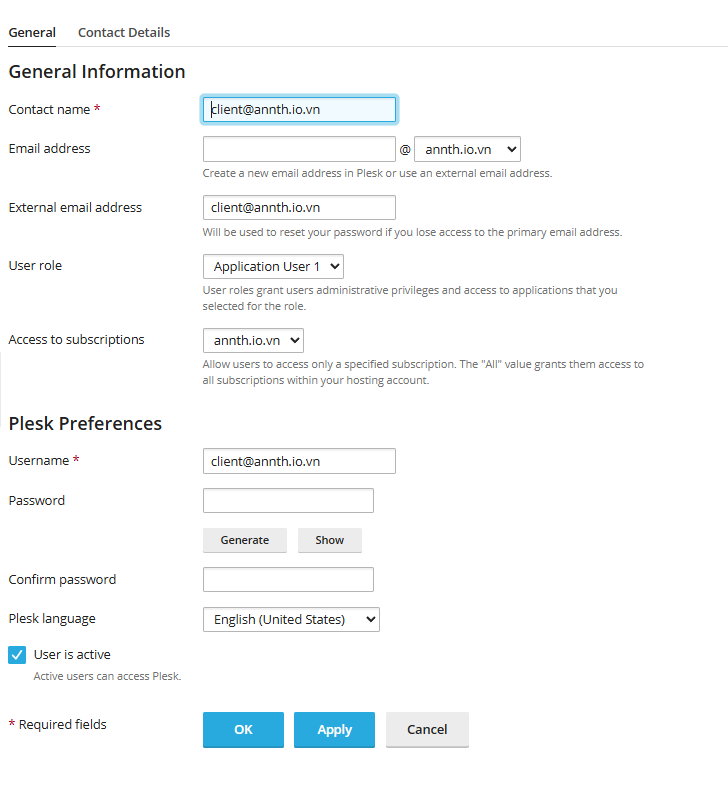 General Contact Details
General Information
Contact name * client@annth.io.vn
Email address @ annth.io.vn
Create a new email address in Plesk or use an external email address.
External email address client@annth.io.vn
Will be used to reset your password if you lose access to the primary email address.
User role Application User 1
User roles grant users administrative privileges and access to applications that you
selected for the role.
Access to subscriptions annth.io.vn
Allow users to access only a specified subscription. The "All" value grants them access to
all subscriptions within your hosting account.
Plesk Preferences
Username * client@annth.io.vn
Password
Generate Show
Confirm password
Plesk language English (United States)
User is active
Active users can access Plesk.
* Required fields OK Apply Cancel